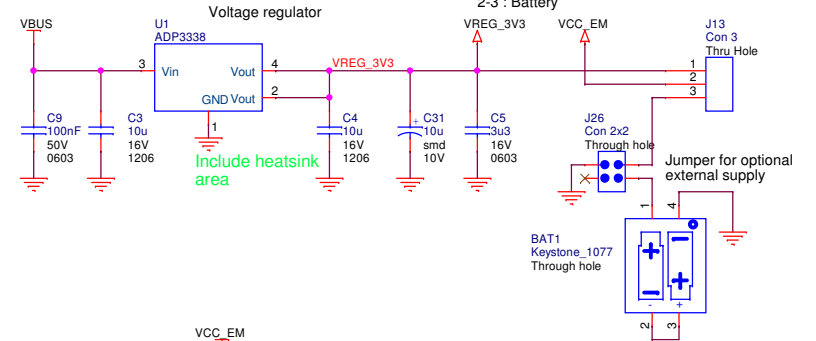 2-3 : Battery
Voltage regulator
VBUS
U1
ADP3338
VREG_3V3
VCC_EM
J13
Con 3
Thru Hole
3
Vin
Vout
4
VREG_3V3
1
2
3
GND
Vout
2
1
C9
100nF
50V
0603
C3
10u
16V
1206
C4
10u
16V
1206
+
C31
10u
smd
10V
C5
3u3
16V
0603
J26
Con 2x2
Through hole
Include heatsink
area
Jumper for optional
external supply
1
4
BAT1
Keystone_1077
Through hole
+
-
-
+
-
+
2
3
VCC_EM